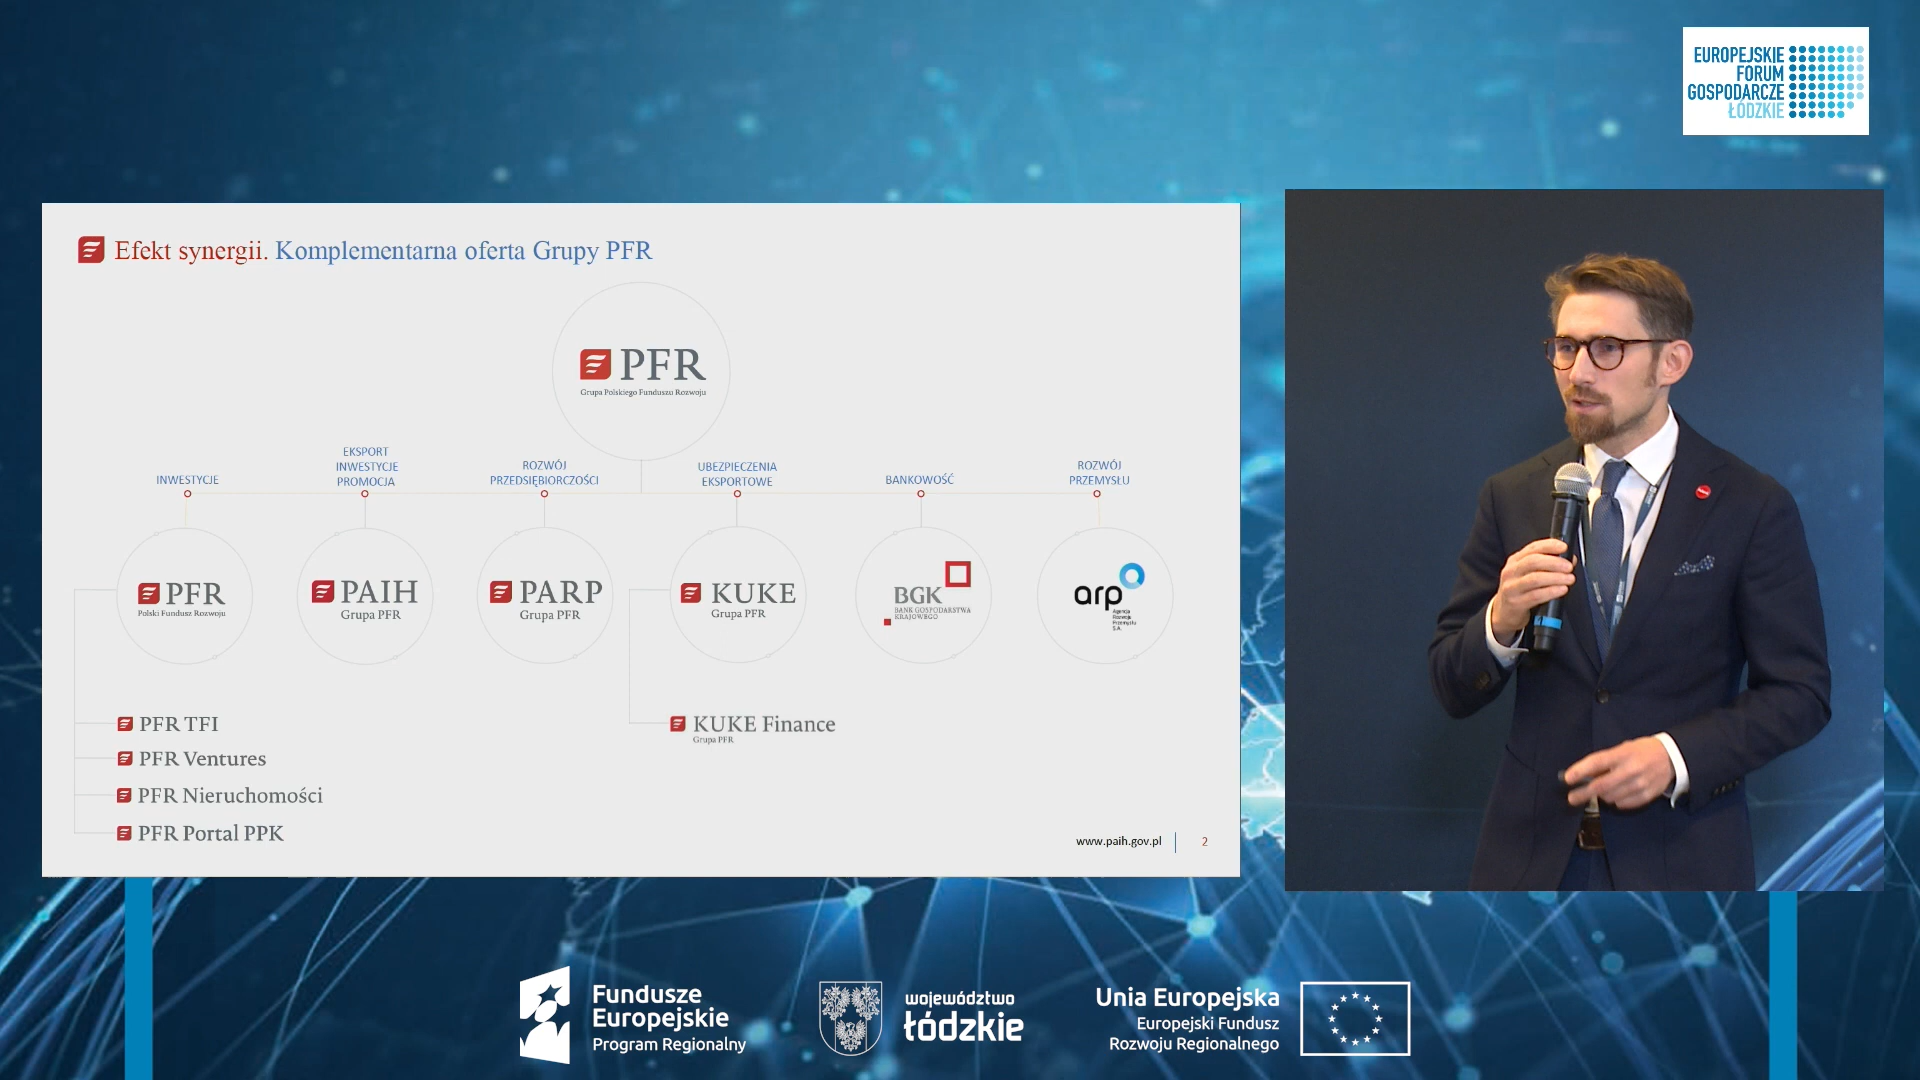 EUROPEJSKIE
FORUM
GOSPODARCZE
ŁÓDZKIE
Efekt synergii. Komplementarna oferta Grupy PFR
PFR
Grupa Polskiego Funduszu Rozwoju
INWESTYCJE
EKSPORT
INWESTYCJE
PROMOCJA
ROZWÓJ
PRZEDSIĘBIORCZOŚCI
UBEZPIECZENIA
EKSPORTOWE
BANKOWOŚĆ
ROZWÓJ
PRZEMYSŁU
PFR
Polski Fundusz Rozwoju
PAIH
Grupa PFR
PARP
Grupa PFR
KUKE
Grupa PFR
BGK
BANK GOSPODARSTWA
KRAJOWEGO
arp
Agencja
Rozwoju
Przemysłu
S.A.
PFR TFI
PFR Ventures
PFR Nieruchomości
PFR Portal PPK
KUKE Finance
Grupa PFR
www.paih.gov.pl
2
Fundusze
Europejskie
Program Regionalny
województwo
łódzkie
Unia Europejska
Europejski Fundusz
Rozwoju Regionalnego